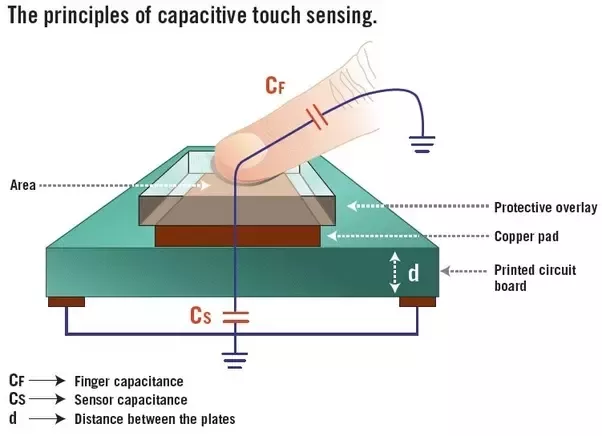 The principles of capacitive touch sensing.
CF
Area
Protective overlay
Copper pad
d
Printed circuit
board
CS
CF Finger capacitance
CS Sensor capacitance
d Distance between the plates